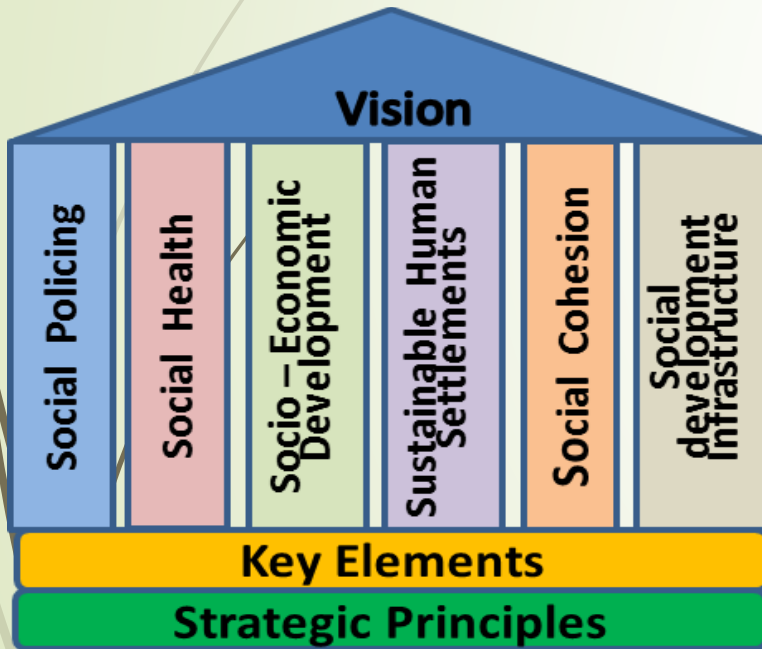 Vision
Social Policing
Social Health
Socio – Economic
Development
Sustainable Human
Settlements
Social Cohesion
Social
development
Infrastructure
Key Elements
Strategic Principles